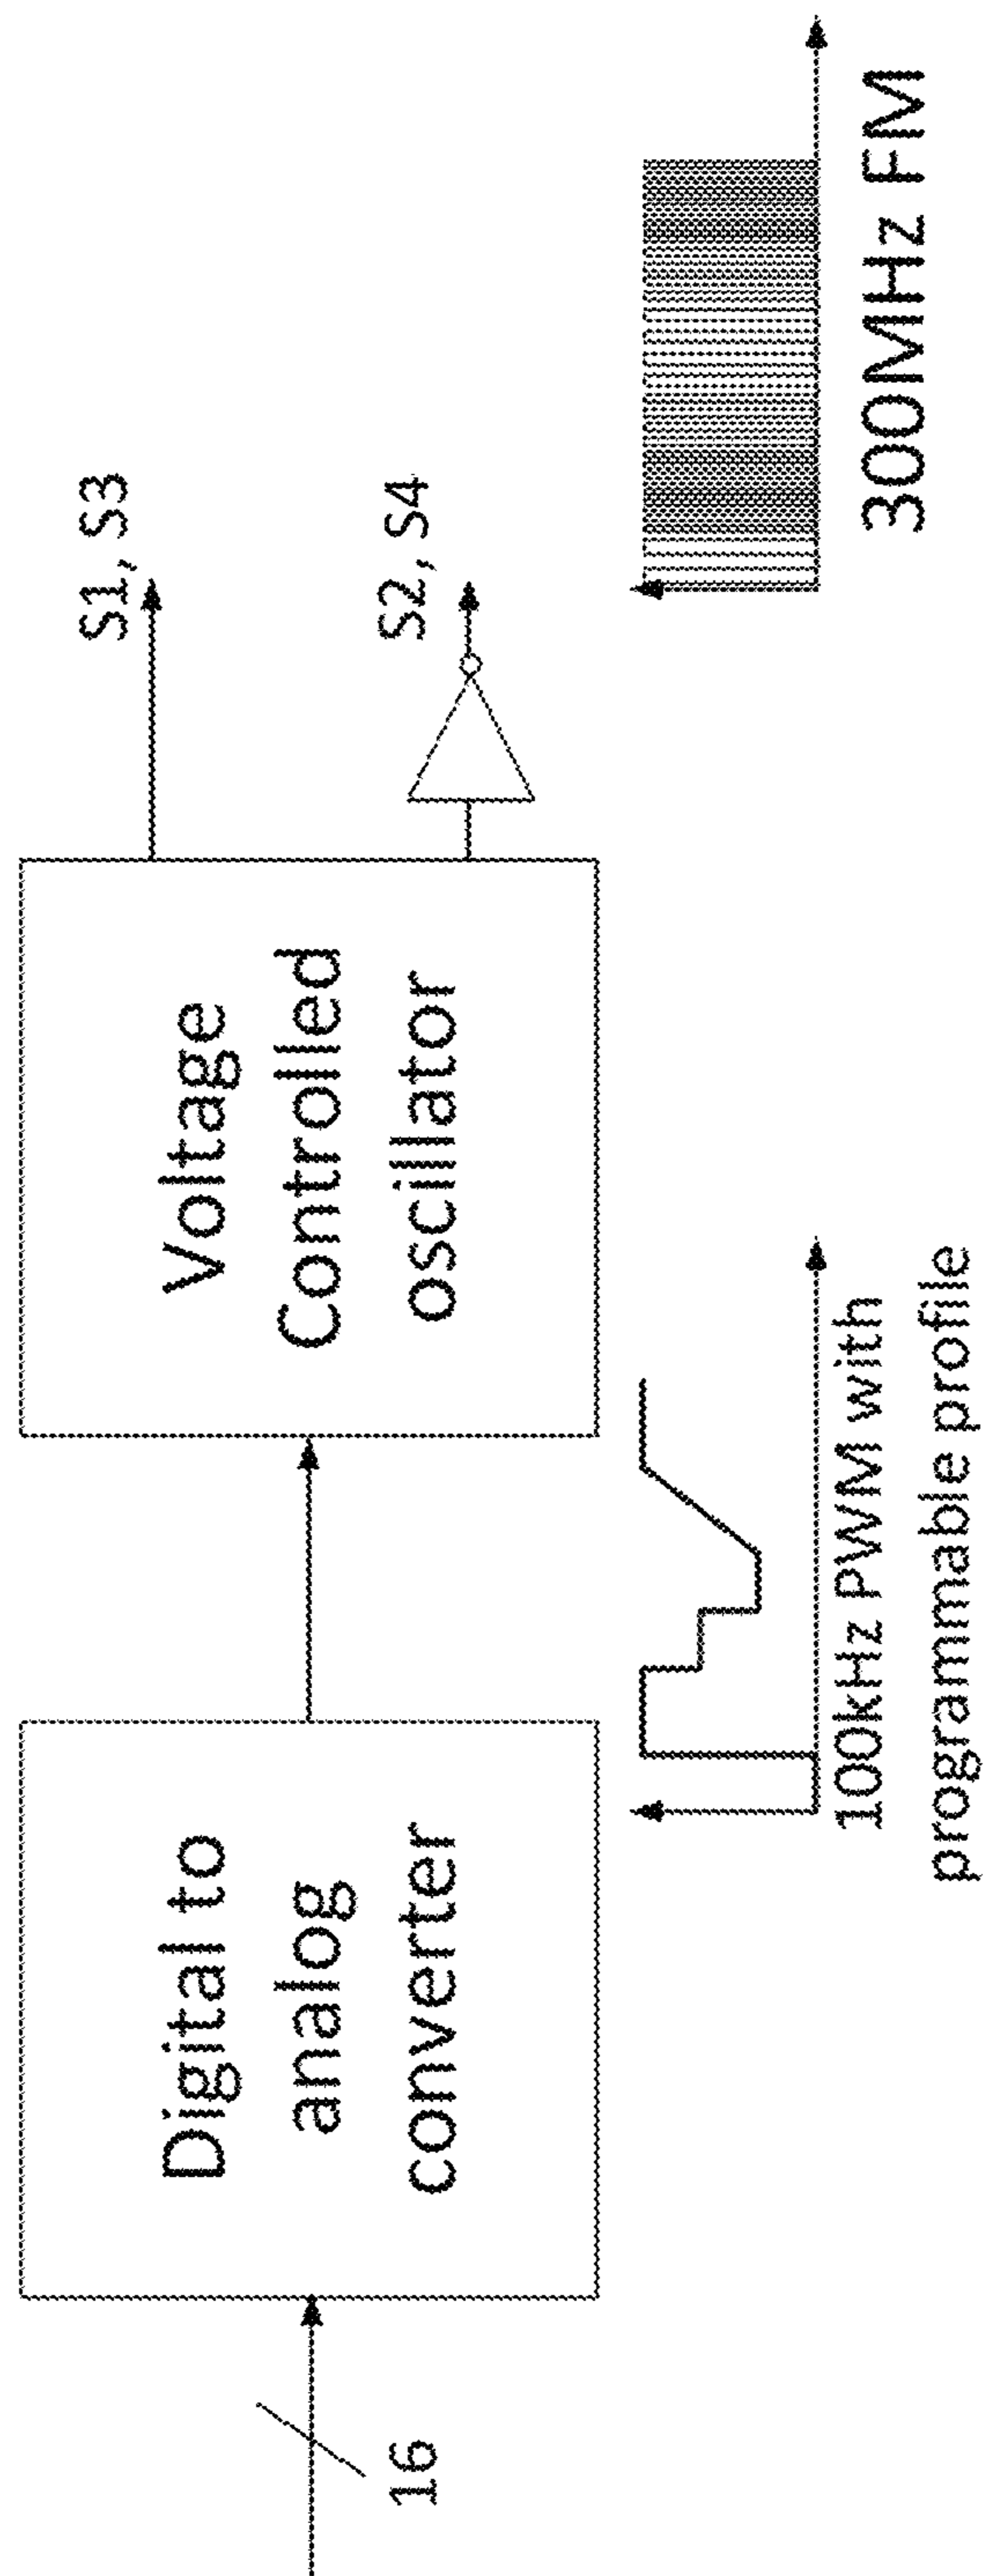 16
Digital to
analog
converter
Voltage
Controlled
oscillator
S1, S3
S2, S4
100kHz PWM with
programmable profile
300MHz FM